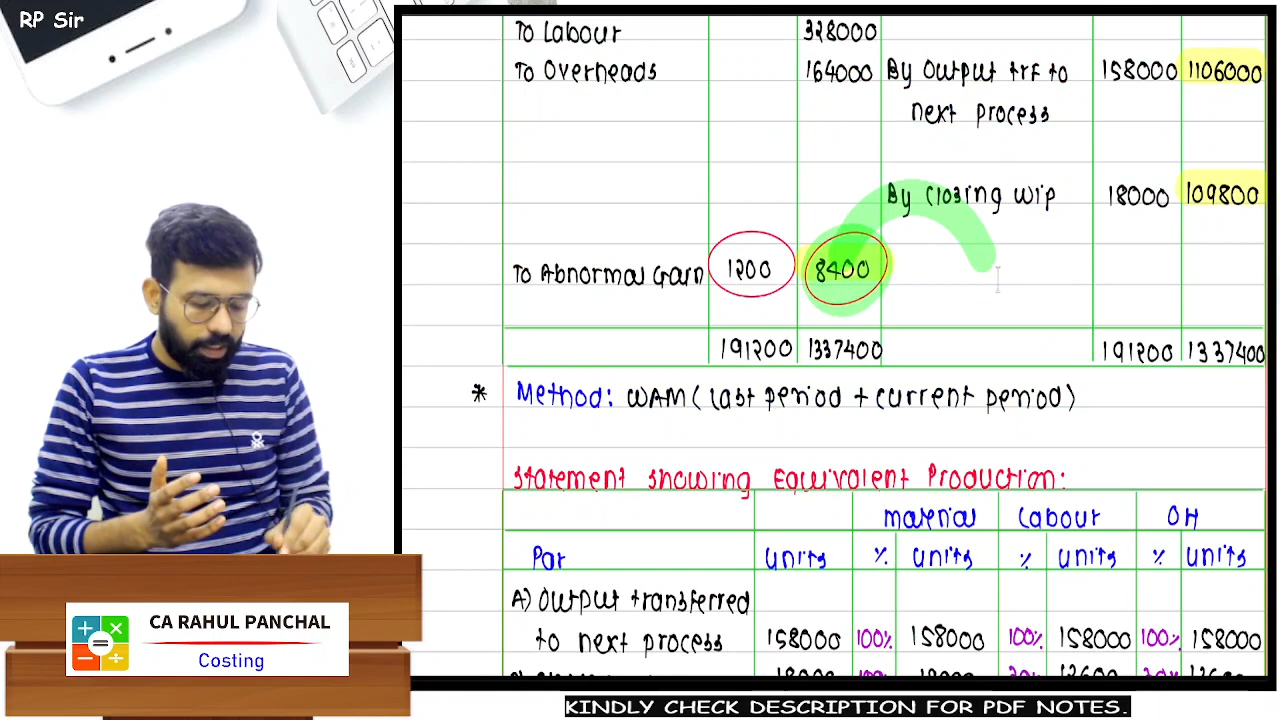 RP Sir
To Labour 328000
To Overheads 164000 By Output trf to 158000 1106000
next process
By Closing wip 18000 109800
To Abnormal Gain 1200 8400
191200 1337400 191200 1337400
* Method: WAM (last period + current period)
Statement showing Equivalent Production:
material Labour OH
Par units % units % units % units
A) Output transferred
to next process 158000 100% 158000 100% 158000 100% 158000
CA RAHUL PANCHAL
Costing
KINDLY CHECK DESCRIPTION FOR PDF NOTES.